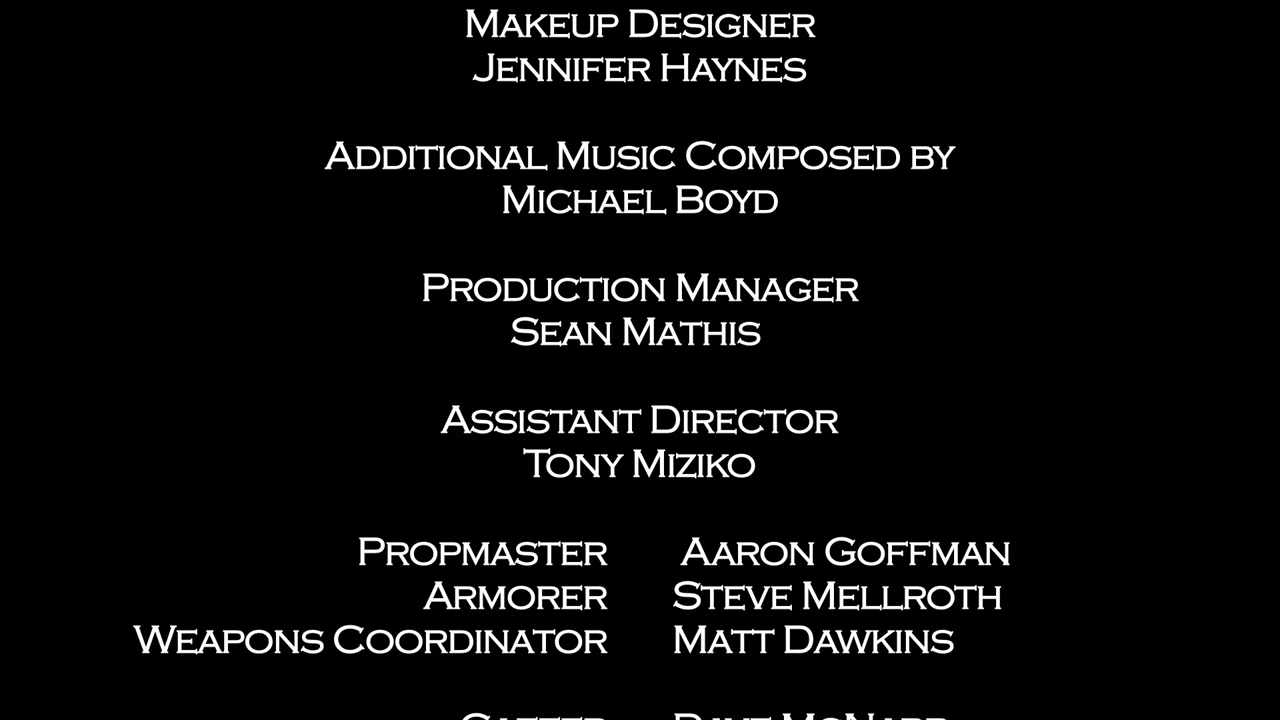 Makeup Designer
Jennifer Haynes
Additional Music Composed by
Michael Boyd
Production Manager
Sean Mathis
Assistant Director
Tony Miziko
Propmaster Aaron Goffman
Armorer Steve Mellroth
Weapons Coordinator Matt Dawkins